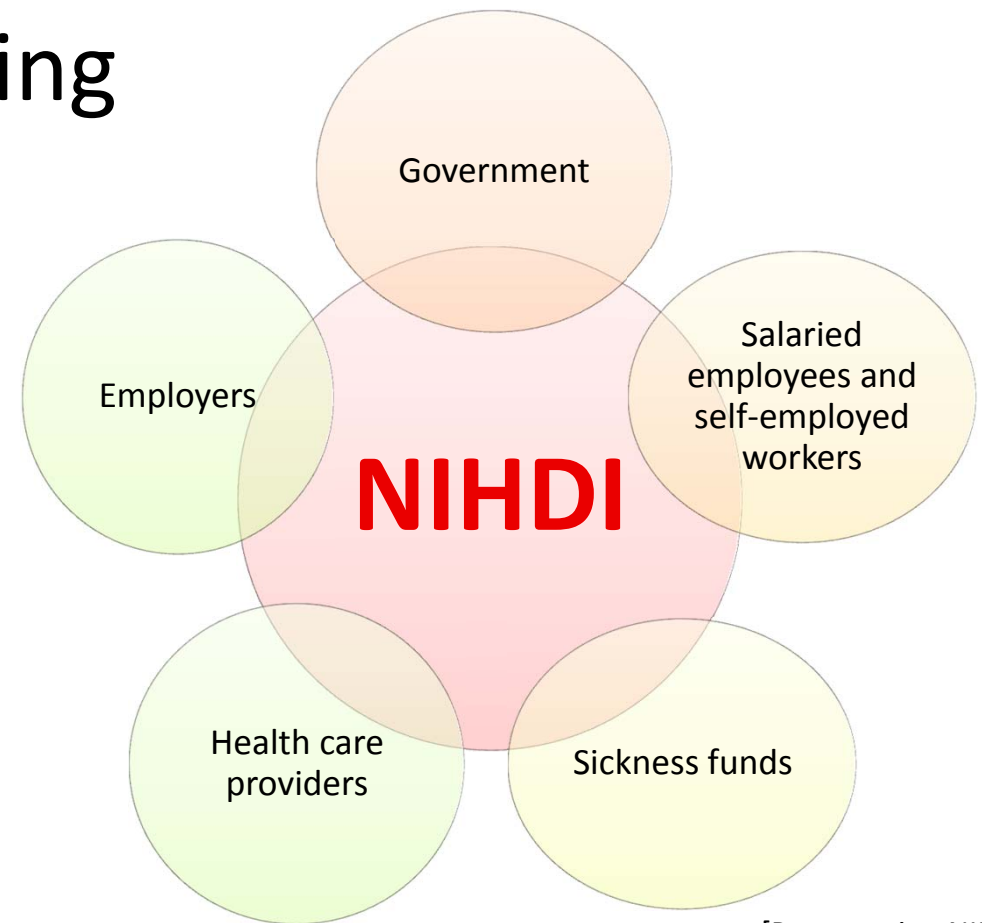 ing
Government
Employers
Salaried
employees and
self-employed
workers
NIHDI
Health care
providers
Sickness funds